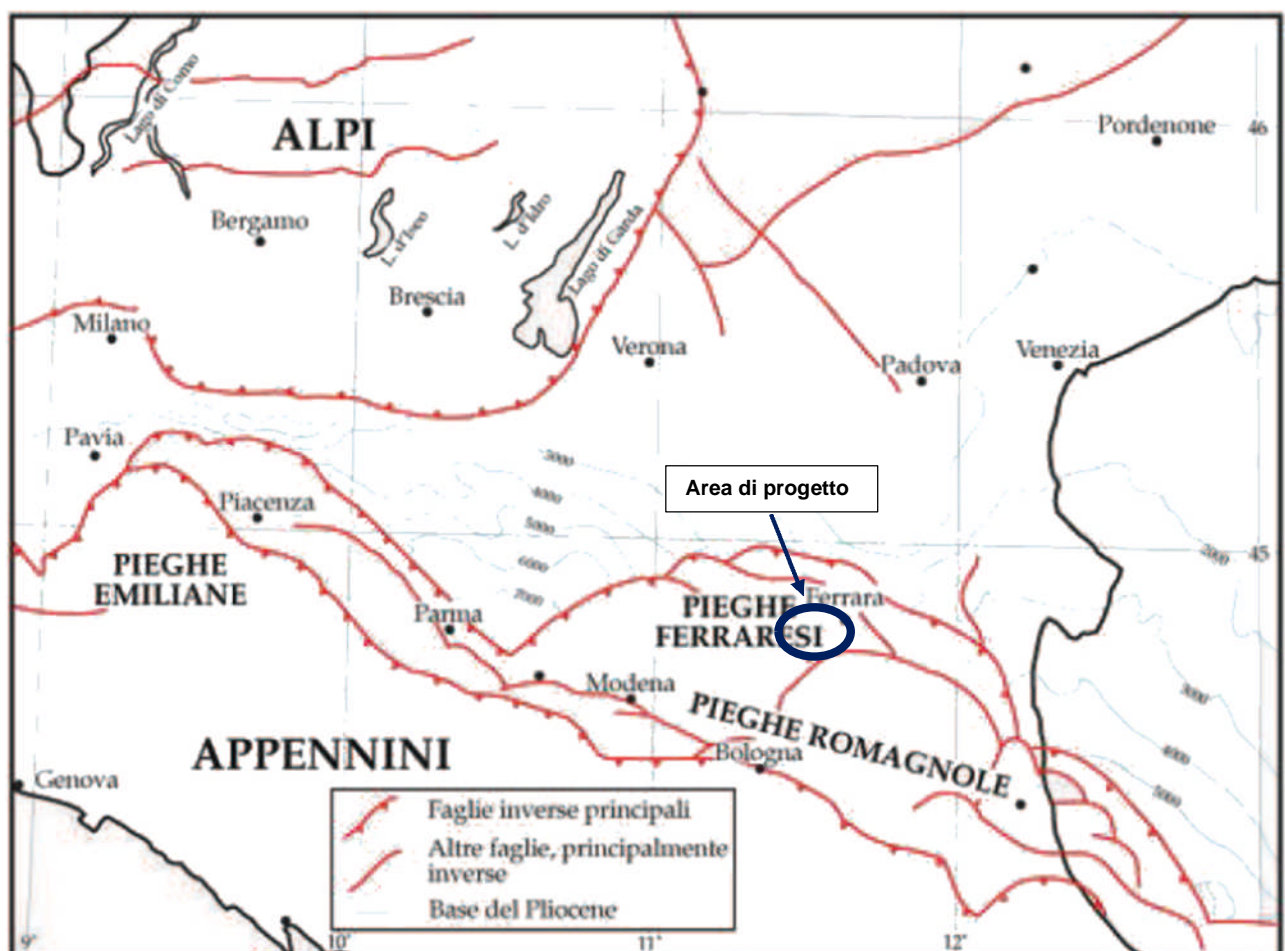 Lago di Como
ALPI
Pordenone
46
Bergamo
L. d'Iseo
L. d'Idro
Lago di Garda
Brescia
Milano
Verona
Padova
Venezia
Pavia
3000
Area di progetto
4000
Piacenza
5000
2000
45
6000
PIEGHE
EMILIANE
7000
Parma
PIEGHE
FERRARESI
Ferrara
Modena
3000
PIEGHE ROMAGNOLE
4000
APPENNINI
Bologna
5000
Genova
Faglie inverse principali
Altre faglie, principalmente
inverse
Base del Pliocene
9°
10°
11°
12°